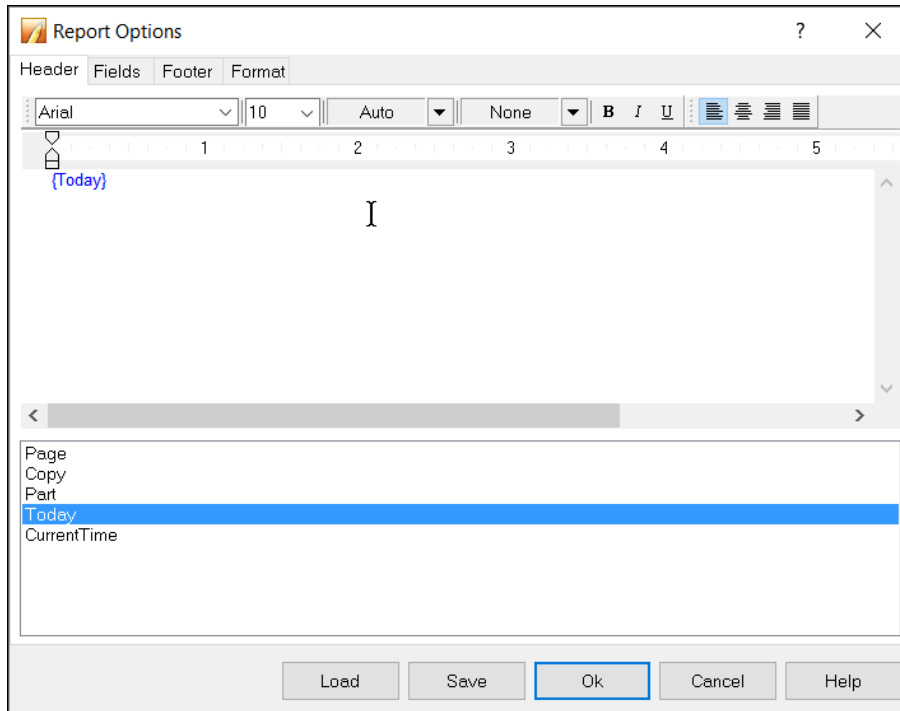 Report Options ?
Header Fields Footer Format
Arial 10 Auto None B I U
1 2 3 4 5
{Today}
Page
Copy
Part
Today
CurrentTime
Load Save Ok Cancel Help